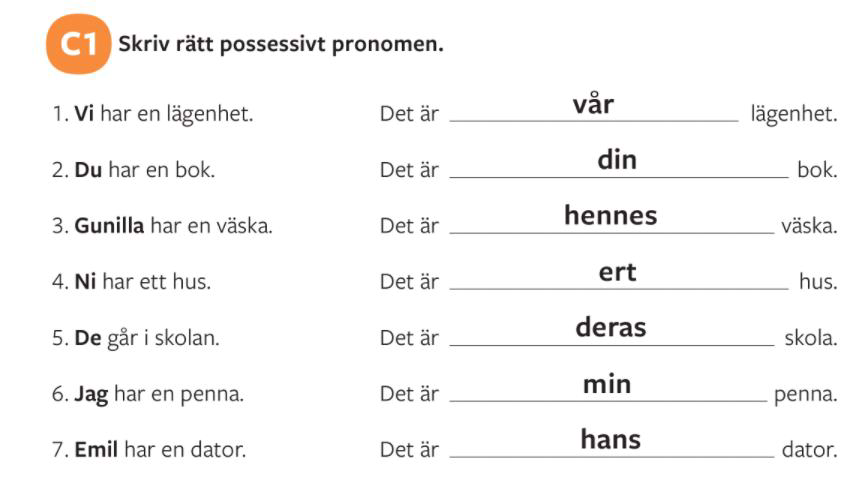 C1 Skriv rätt possessivt pronomen.
1. Vi har en lägenhet. Det är vår lägenhet.
2. Du har en bok. Det är din bok.
3. Gunilla har en väska. Det är hennes väska.
4. Ni har ett hus. Det är ert hus.
5. De går i skolan. Det är deras skola.
6. Jag har en penna. Det är min penna.
7. Emil har en dator. Det är hans dator.